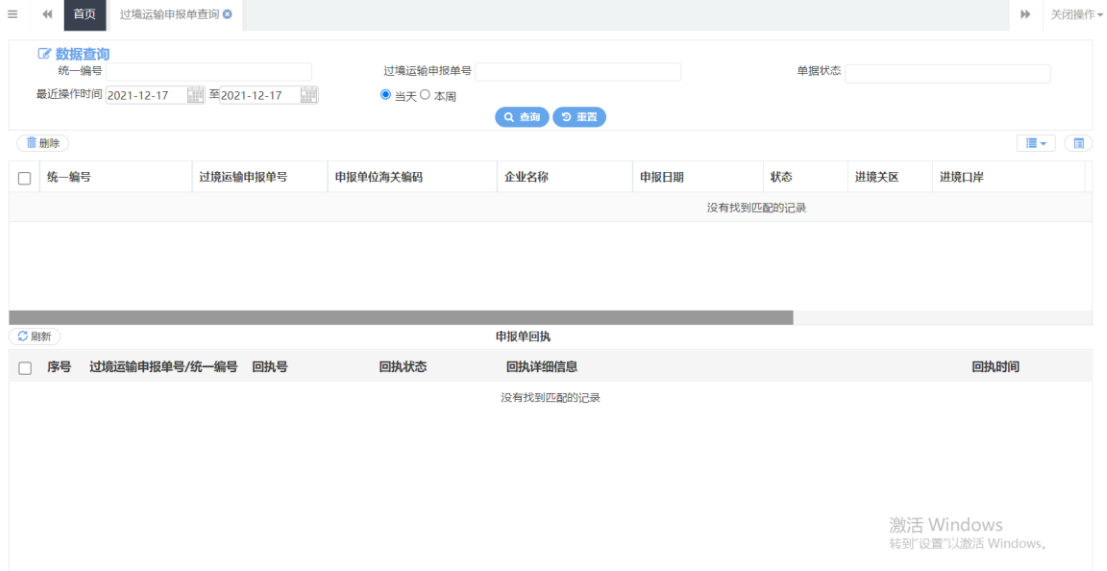 首页 过境运输申报单查询 关闭操作
数据查询
统一编号 过境运输申报单号 单据状态
最近操作时间 2021-12-17 至 2021-12-17 当天 本周
查询 重置
删除
统一编号 过境运输申报单号 申报单位海关编码 企业名称 申报日期 状态 进境关区 进境口岸
没有找到匹配的记录
刷新 申报单回执
序号 过境运输申报单号/统一编号 回执号 回执状态 回执详细信息 回执时间
没有找到匹配的记录
激活 Windows
转到"设置"以激活 Windows。